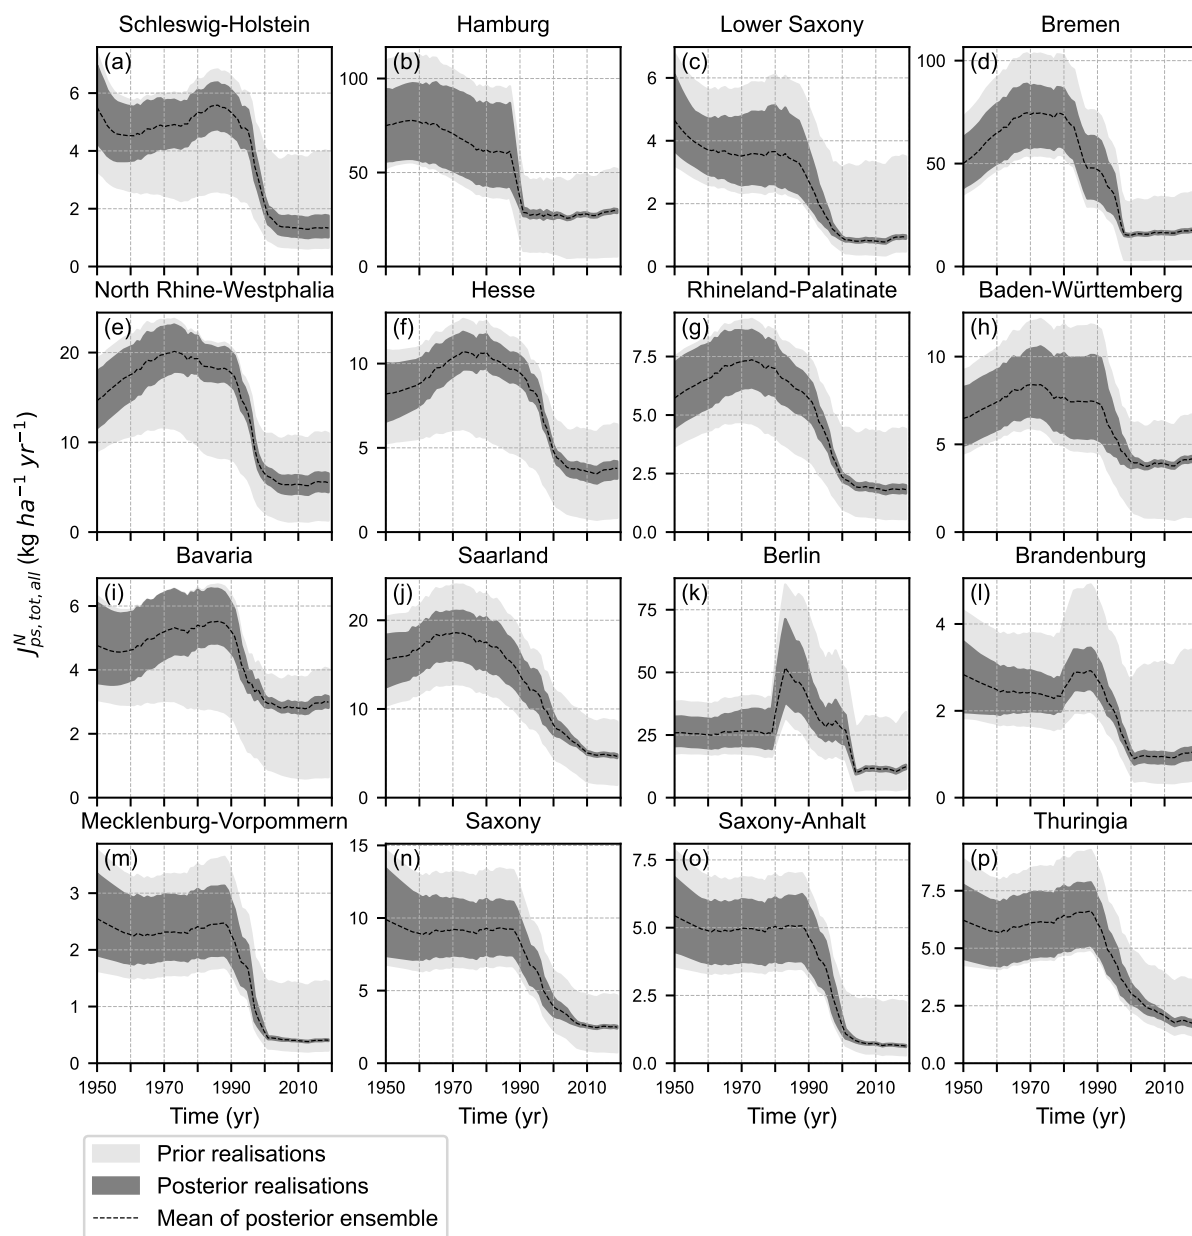 Schleswig-Holstein Hamburg Lower Saxony Bremen
(a) (b) (c) (d)
6 100 6 100
4 4
50 50
2 2
0 0 0 0
North Rhine-Westphalia Hesse Rhineland-Palatinate Baden-Württemberg
(e) (f) (g) (h)
20 10 7.5 10
5.0
10 5 5
2.5
0 0 0.0 0
J^N_{ps,tot,all} (kg ha^{-1} yr^{-1})
Bavaria Saarland Berlin Brandenburg
(i) (j) (k) (l)
6 20 75 4
4 50
10 2
2 25
0 0 0 0
Mecklenburg-Vorpommern Saxony Saxony-Anhalt Thuringia
(m) (n) (o) (p)
15 7.5
3 7.5
10 5.0
2 5.0
5 2.5
1 2.5
0 0 0.0 0.0
1950 1970 1990 2010 1950 1970 1990 2010 1950 1970 1990 2010 1950 1970 1990 2010
Time (yr) Time (yr) Time (yr) Time (yr)
Prior realisations
Posterior realisations
Mean of posterior ensemble